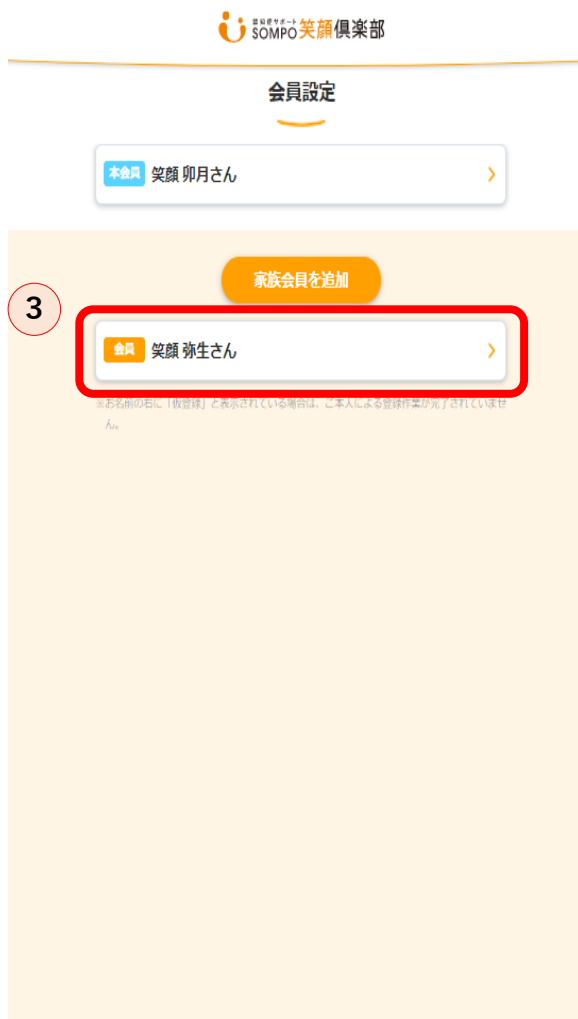 認知症サポート
SOMPO笑顔倶楽部
会員設定
本会員 笑顔 卯月さん
家族会員を追加
3
会員 笑顔 弥生さん
※お名前の右に「仮登録」と表示されている場合は、ご本人による登録作業が完了されていませ
ん。